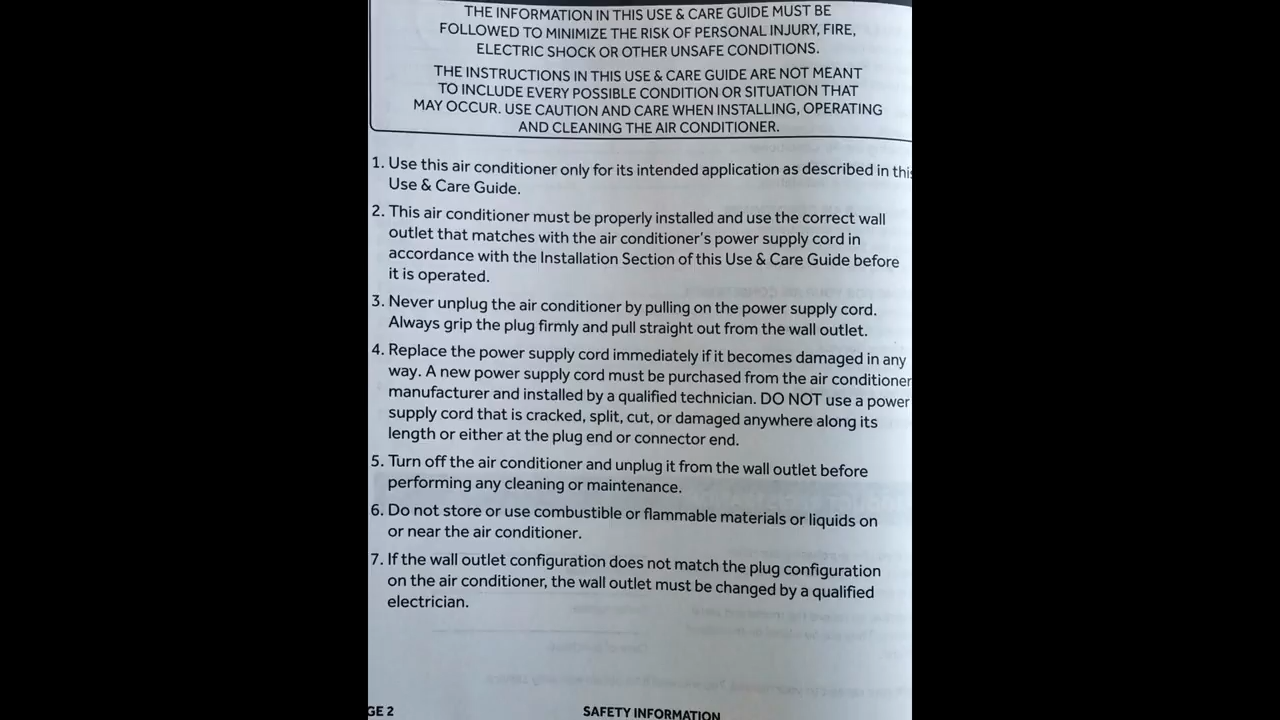 THE INFORMATION IN THIS USE & CARE GUIDE MUST BE
FOLLOWED TO MINIMIZE THE RISK OF PERSONAL INJURY, FIRE,
ELECTRIC SHOCK OR OTHER UNSAFE CONDITIONS.
THE INSTRUCTIONS IN THIS USE & CARE GUIDE ARE NOT MEANT
TO INCLUDE EVERY POSSIBLE CONDITION OR SITUATION THAT
MAY OCCUR. USE CAUTION AND CARE WHEN INSTALLING, OPERATING
AND CLEANING THE AIR CONDITIONER.
1. Use this air conditioner only for its intended application as described in this
Use & Care Guide.
2. This air conditioner must be properly installed and use the correct wall
outlet that matches with the air conditioner's power supply cord in
accordance with the Installation Section of this Use & Care Guide before
it is operated.
3. Never unplug the air conditioner by pulling on the power supply cord.
Always grip the plug firmly and pull straight out from the wall outlet.
4. Replace the power supply cord immediately if it becomes damaged in any
way. A new power supply cord must be purchased from the air conditioner
manufacturer and installed by a qualified technician. DO NOT use a power
supply cord that is cracked, split, cut, or damaged anywhere along its
length or either at the plug end or connector end.
5. Turn off the air conditioner and unplug it from the wall outlet before
performing any cleaning or maintenance.
6. Do not store or use combustible or flammable materials or liquids on
or near the air conditioner.
7. If the wall outlet configuration does not match the plug configuration
on the air conditioner, the wall outlet must be changed by a qualified
electrician.
GE 2 SAFETY INFORMATION